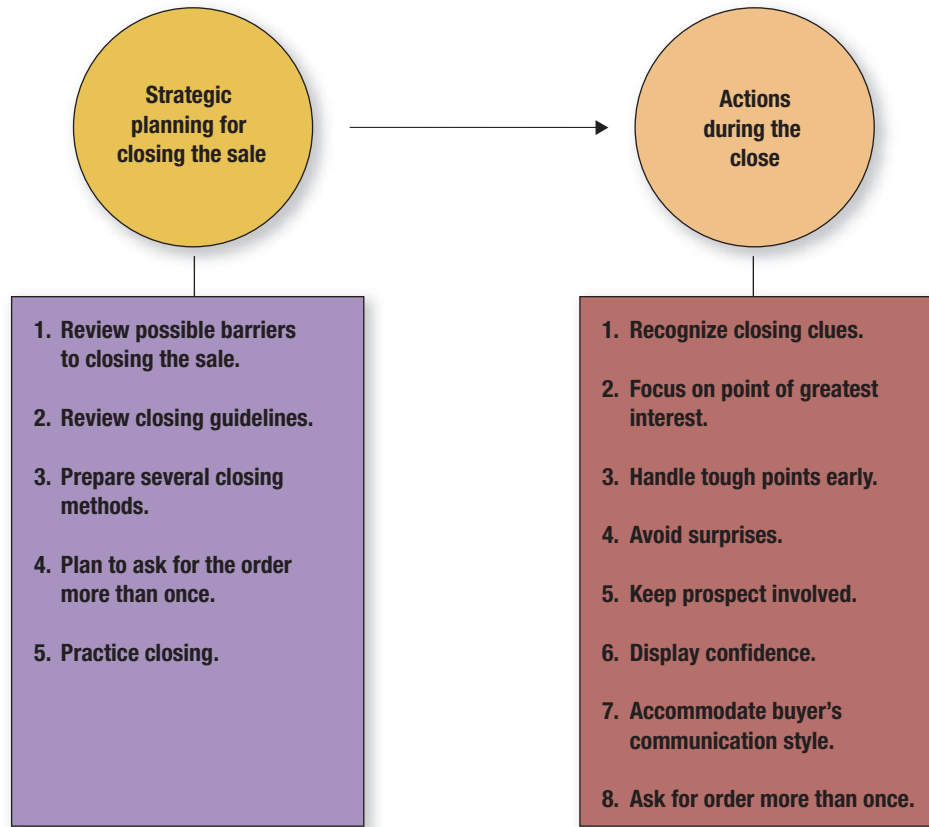 Strategic
planning for
closing the sale
Actions
during the
close
1. Review possible barriers
to closing the sale.
2. Review closing guidelines.
3. Prepare several closing
methods.
4. Plan to ask for the order
more than once.
5. Practice closing.
1. Recognize closing clues.
2. Focus on point of greatest
interest.
3. Handle tough points early.
4. Avoid surprises.
5. Keep prospect involved.
6. Display confidence.
7. Accommodate buyer’s
communication style.
8. Ask for order more than once.